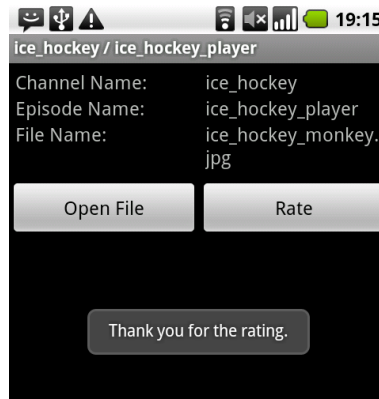 19:15
ice_hockey / ice_hockey_player
Channel Name: ice_hockey
Episode Name: ice_hockey_player
File Name: ice_hockey_monkey.
jpg
Open File Rate
Thank you for the rating.